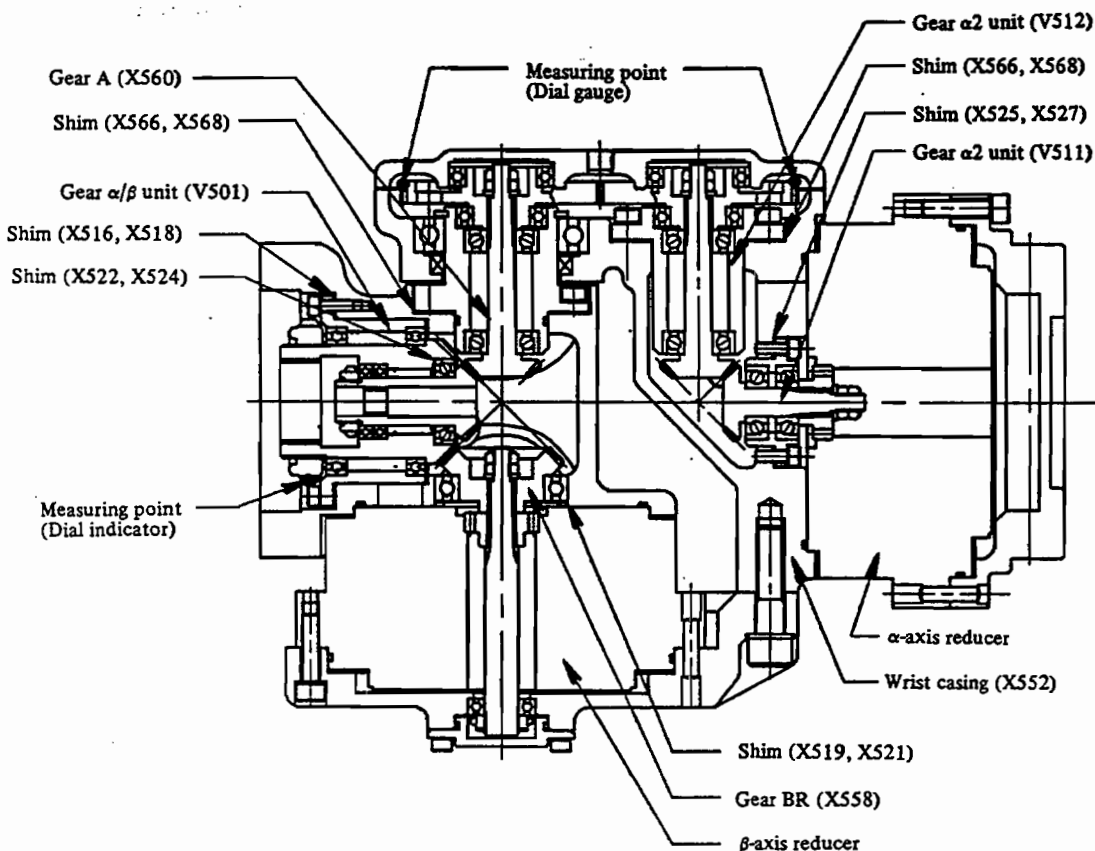 Gear A (X560)
Shim (X566, X568)
Gear α/β unit (V501)
Shim (X516, X518)
Shim (X522, X524)
Measuring point
(Dial indicator)
Measuring point
(Dial gauge)
Gear α2 unit (V512)
Shim (X566, X568)
Shim (X525, X527)
Gear α2 unit (V511)
α-axis reducer
Wrist casing (X552)
Shim (X519, X521)
Gear BR (X558)
β-axis reducer